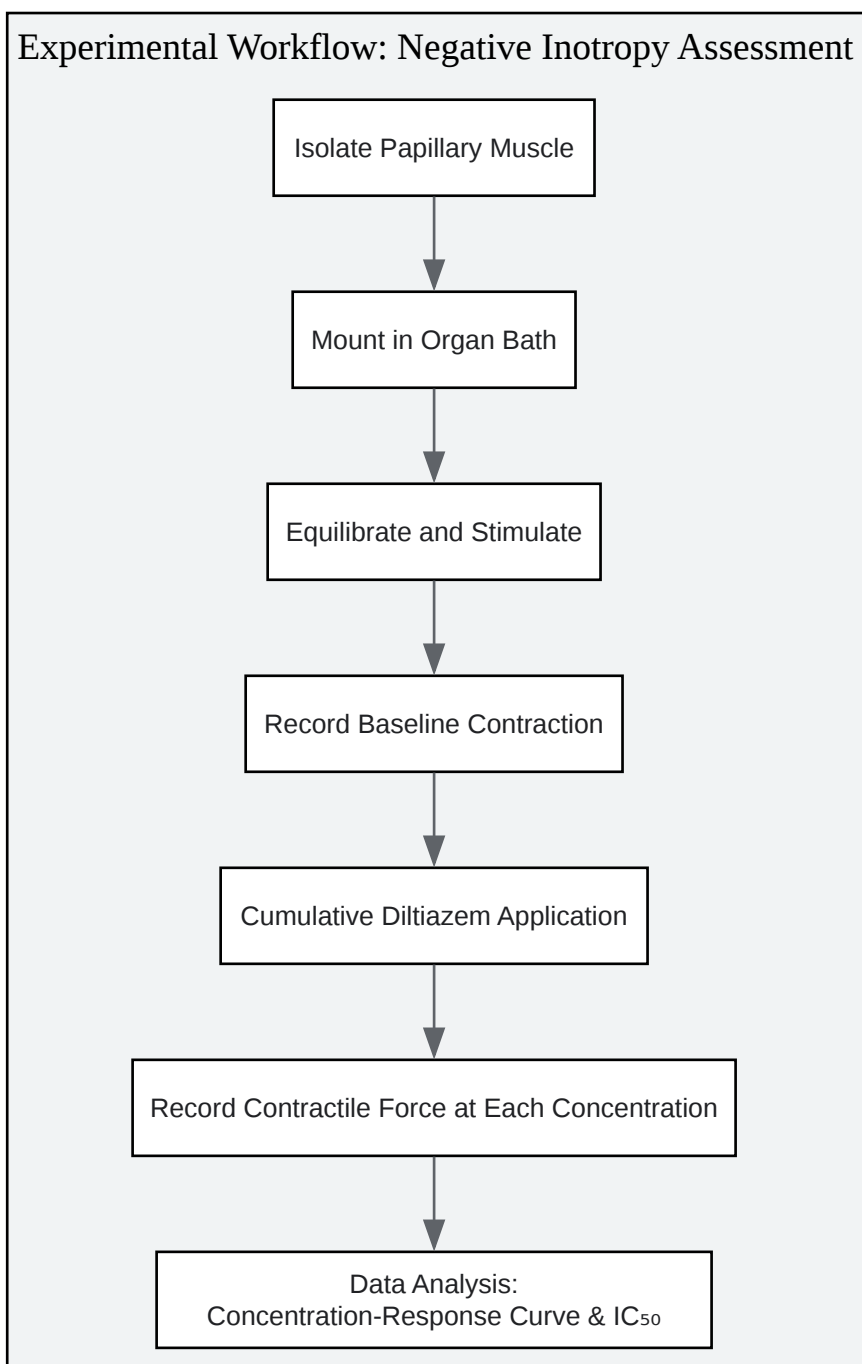 Experimental Workflow: Negative Inotropy Assessment
Isolate Papillary Muscle
Mount in Organ Bath
Equilibrate and Stimulate
Record Baseline Contraction
Cumulative Diltiazem Application
Record Contractile Force at Each Concentration
Data Analysis:
Concentration-Response Curve & IC₅₀